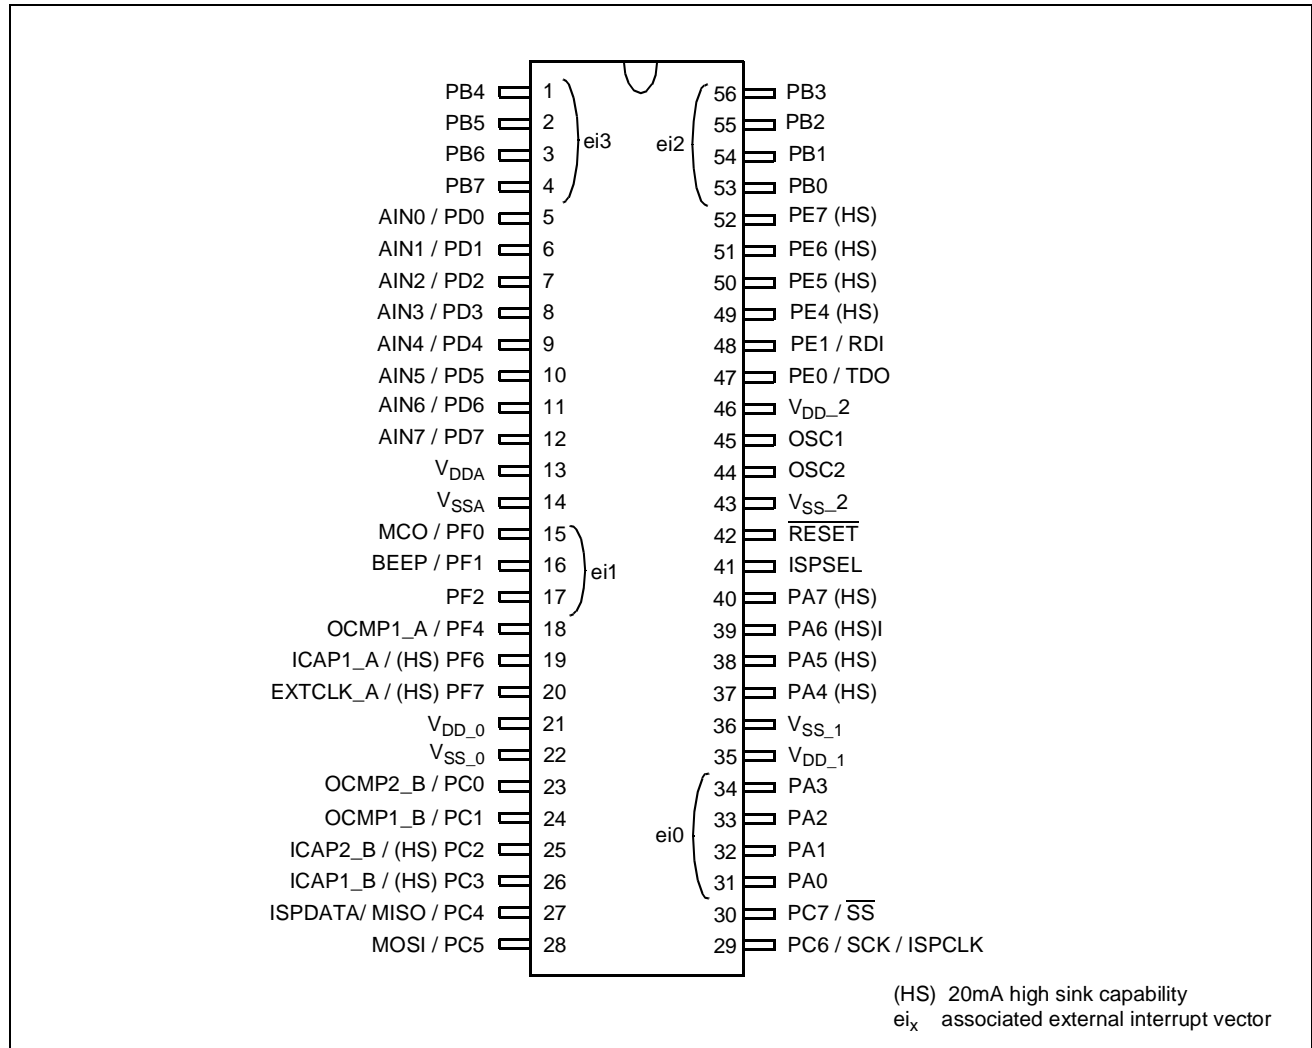 PB4 1 56 PB3
PB5 2 55 PB2
ei3 ei2
PB6 3 54 PB1
PB7 4 53 PB0
AIN0 / PD0 5 52 PE7 (HS)
AIN1 / PD1 6 51 PE6 (HS)
AIN2 / PD2 7 50 PE5 (HS)
AIN3 / PD3 8 49 PE4 (HS)
AIN4 / PD4 9 48 PE1 / RDI
AIN5 / PD5 10 47 PE0 / TDO
AIN6 / PD6 11 46 VDD_2
AIN7 / PD7 12 45 OSC1
VDDA 13 44 OSC2
VSSA 14 43 VSS_2
MCO / PF0 15 42 RESET
BEEP / PF1 16 41 ISPSEL
ei1
PF2 17 40 PA7 (HS)
OCMP1_A / PF4 18 39 PA6 (HS)I
ICAP1_A / (HS) PF6 19 38 PA5 (HS)
EXTCLK_A / (HS) PF7 20 37 PA4 (HS)
VDD_0 21 36 VSS_1
VSS_0 22 35 VDD_1
OCMP2_B / PC0 23 34 PA3
OCMP1_B / PC1 24 33 PA2
ei0
ICAP2_B / (HS) PC2 25 32 PA1
ICAP1_B / (HS) PC3 26 31 PA0
ISPDATA/ MISO / PC4 27 30 PC7 / SS
MOSI / PC5 28 29 PC6 / SCK / ISPCLK
(HS) 20mA high sink capability
eix associated external interrupt vector